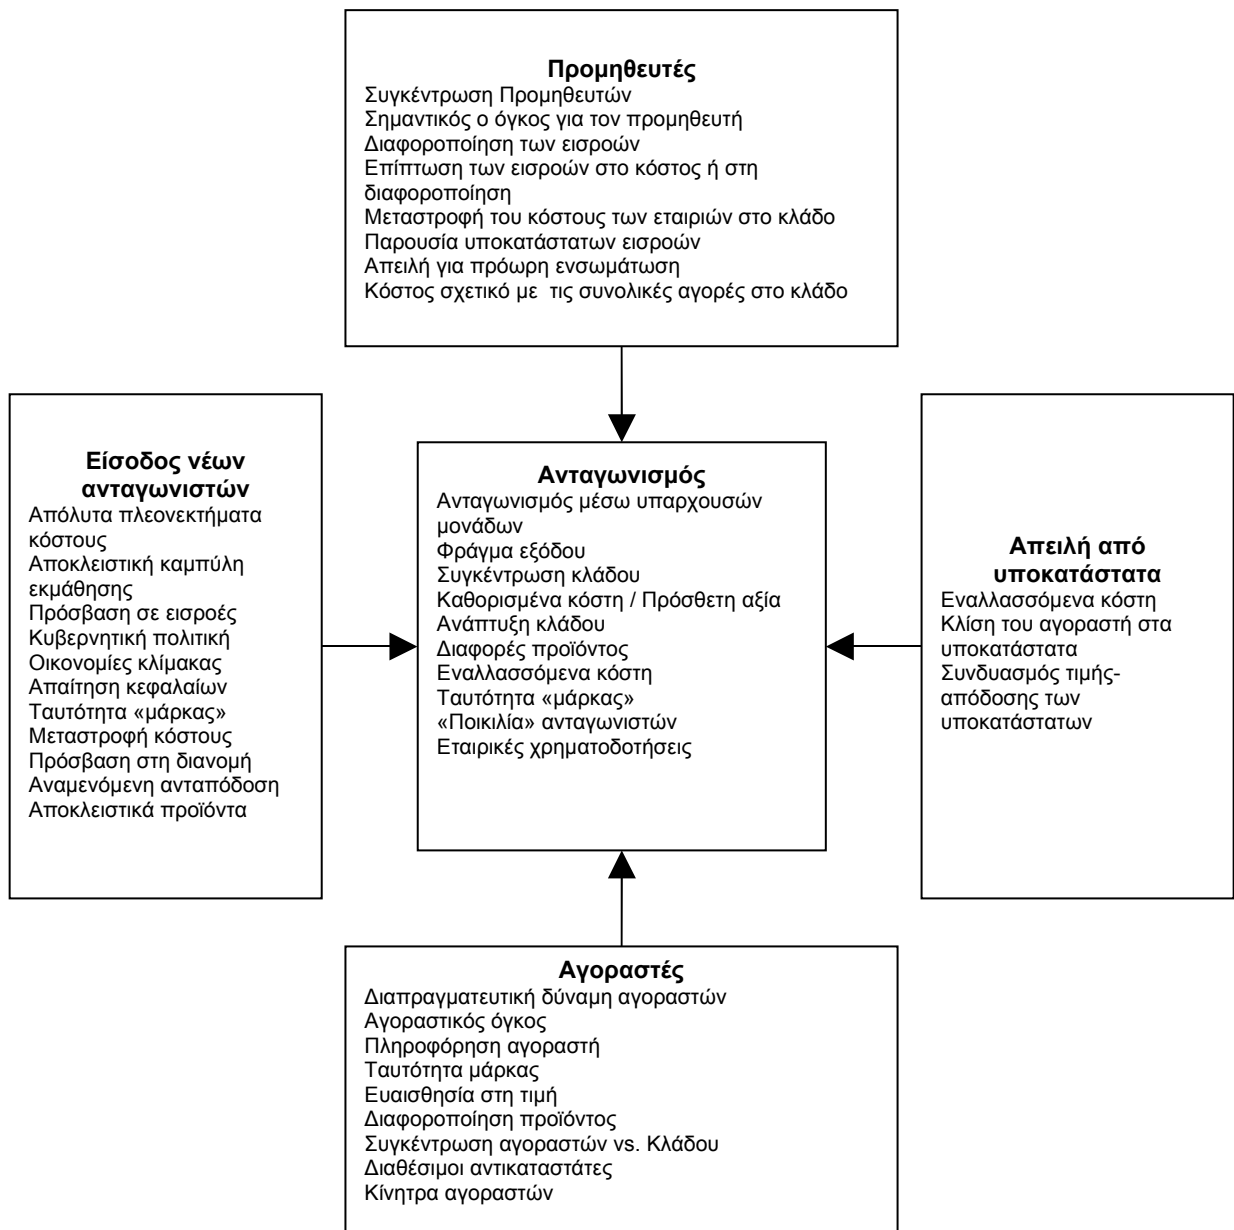 Προμηθευτές
Συγκέντρωση Προμηθευτών
Σημαντικός ο όγκος για τον προμηθευτή
Διαφοροποίηση των εισροών
Επίπτωση των εισροών στο κόστος ή στη
διαφοροποίηση
Μεταστροφή του κόστους των εταιριών στο κλάδο
Παρουσία υποκατάστατων εισροών
Απειλή για πρόωρη ενσωμάτωση
Κόστος σχετικό με τις συνολικές αγορές στο κλάδο
Είσοδος νέων
ανταγωνιστών
Απόλυτα πλεονεκτήματα
κόστους
Αποκλειστική καμπύλη
εκμάθησης
Πρόσβαση σε εισροές
Κυβερνητική πολιτική
Οικονομίες κλίμακας
Απαίτηση κεφαλαίων
Ταυτότητα «μάρκας»
Μεταστροφή κόστους
Πρόσβαση στη διανομή
Αναμενόμενη ανταπόδοση
Αποκλειστικά προϊόντα
Ανταγωνισμός
Ανταγωνισμός μέσω υπαρχουσών
μονάδων
Φράγμα εξόδου
Συγκέντρωση κλάδου
Καθορισμένα κόστη / Πρόσθετη αξία
Ανάπτυξη κλάδου
Διαφορές προϊόντος
Εναλλασσόμενα κόστη
Ταυτότητα «μάρκας»
«Ποικιλία» ανταγωνιστών
Εταιρικές χρηματοδοτήσεις
Απειλή από
υποκατάστατα
Εναλλασσόμενα κόστη
Κλίση του αγοραστή στα
υποκατάστατα
Συνδυασμός τιμής-
απόδοσης των
υποκατάστατων
Αγοραστές
Διαπραγματευτική δύναμη αγοραστών
Αγοραστικός όγκος
Πληροφόρηση αγοραστή
Ταυτότητα μάρκας
Ευαισθησία στη τιμή
Διαφοροποίηση προϊόντος
Συγκέντρωση αγοραστών vs. Κλάδου
Διαθέσιμοι αντικαταστάτες
Κίνητρα αγοραστών